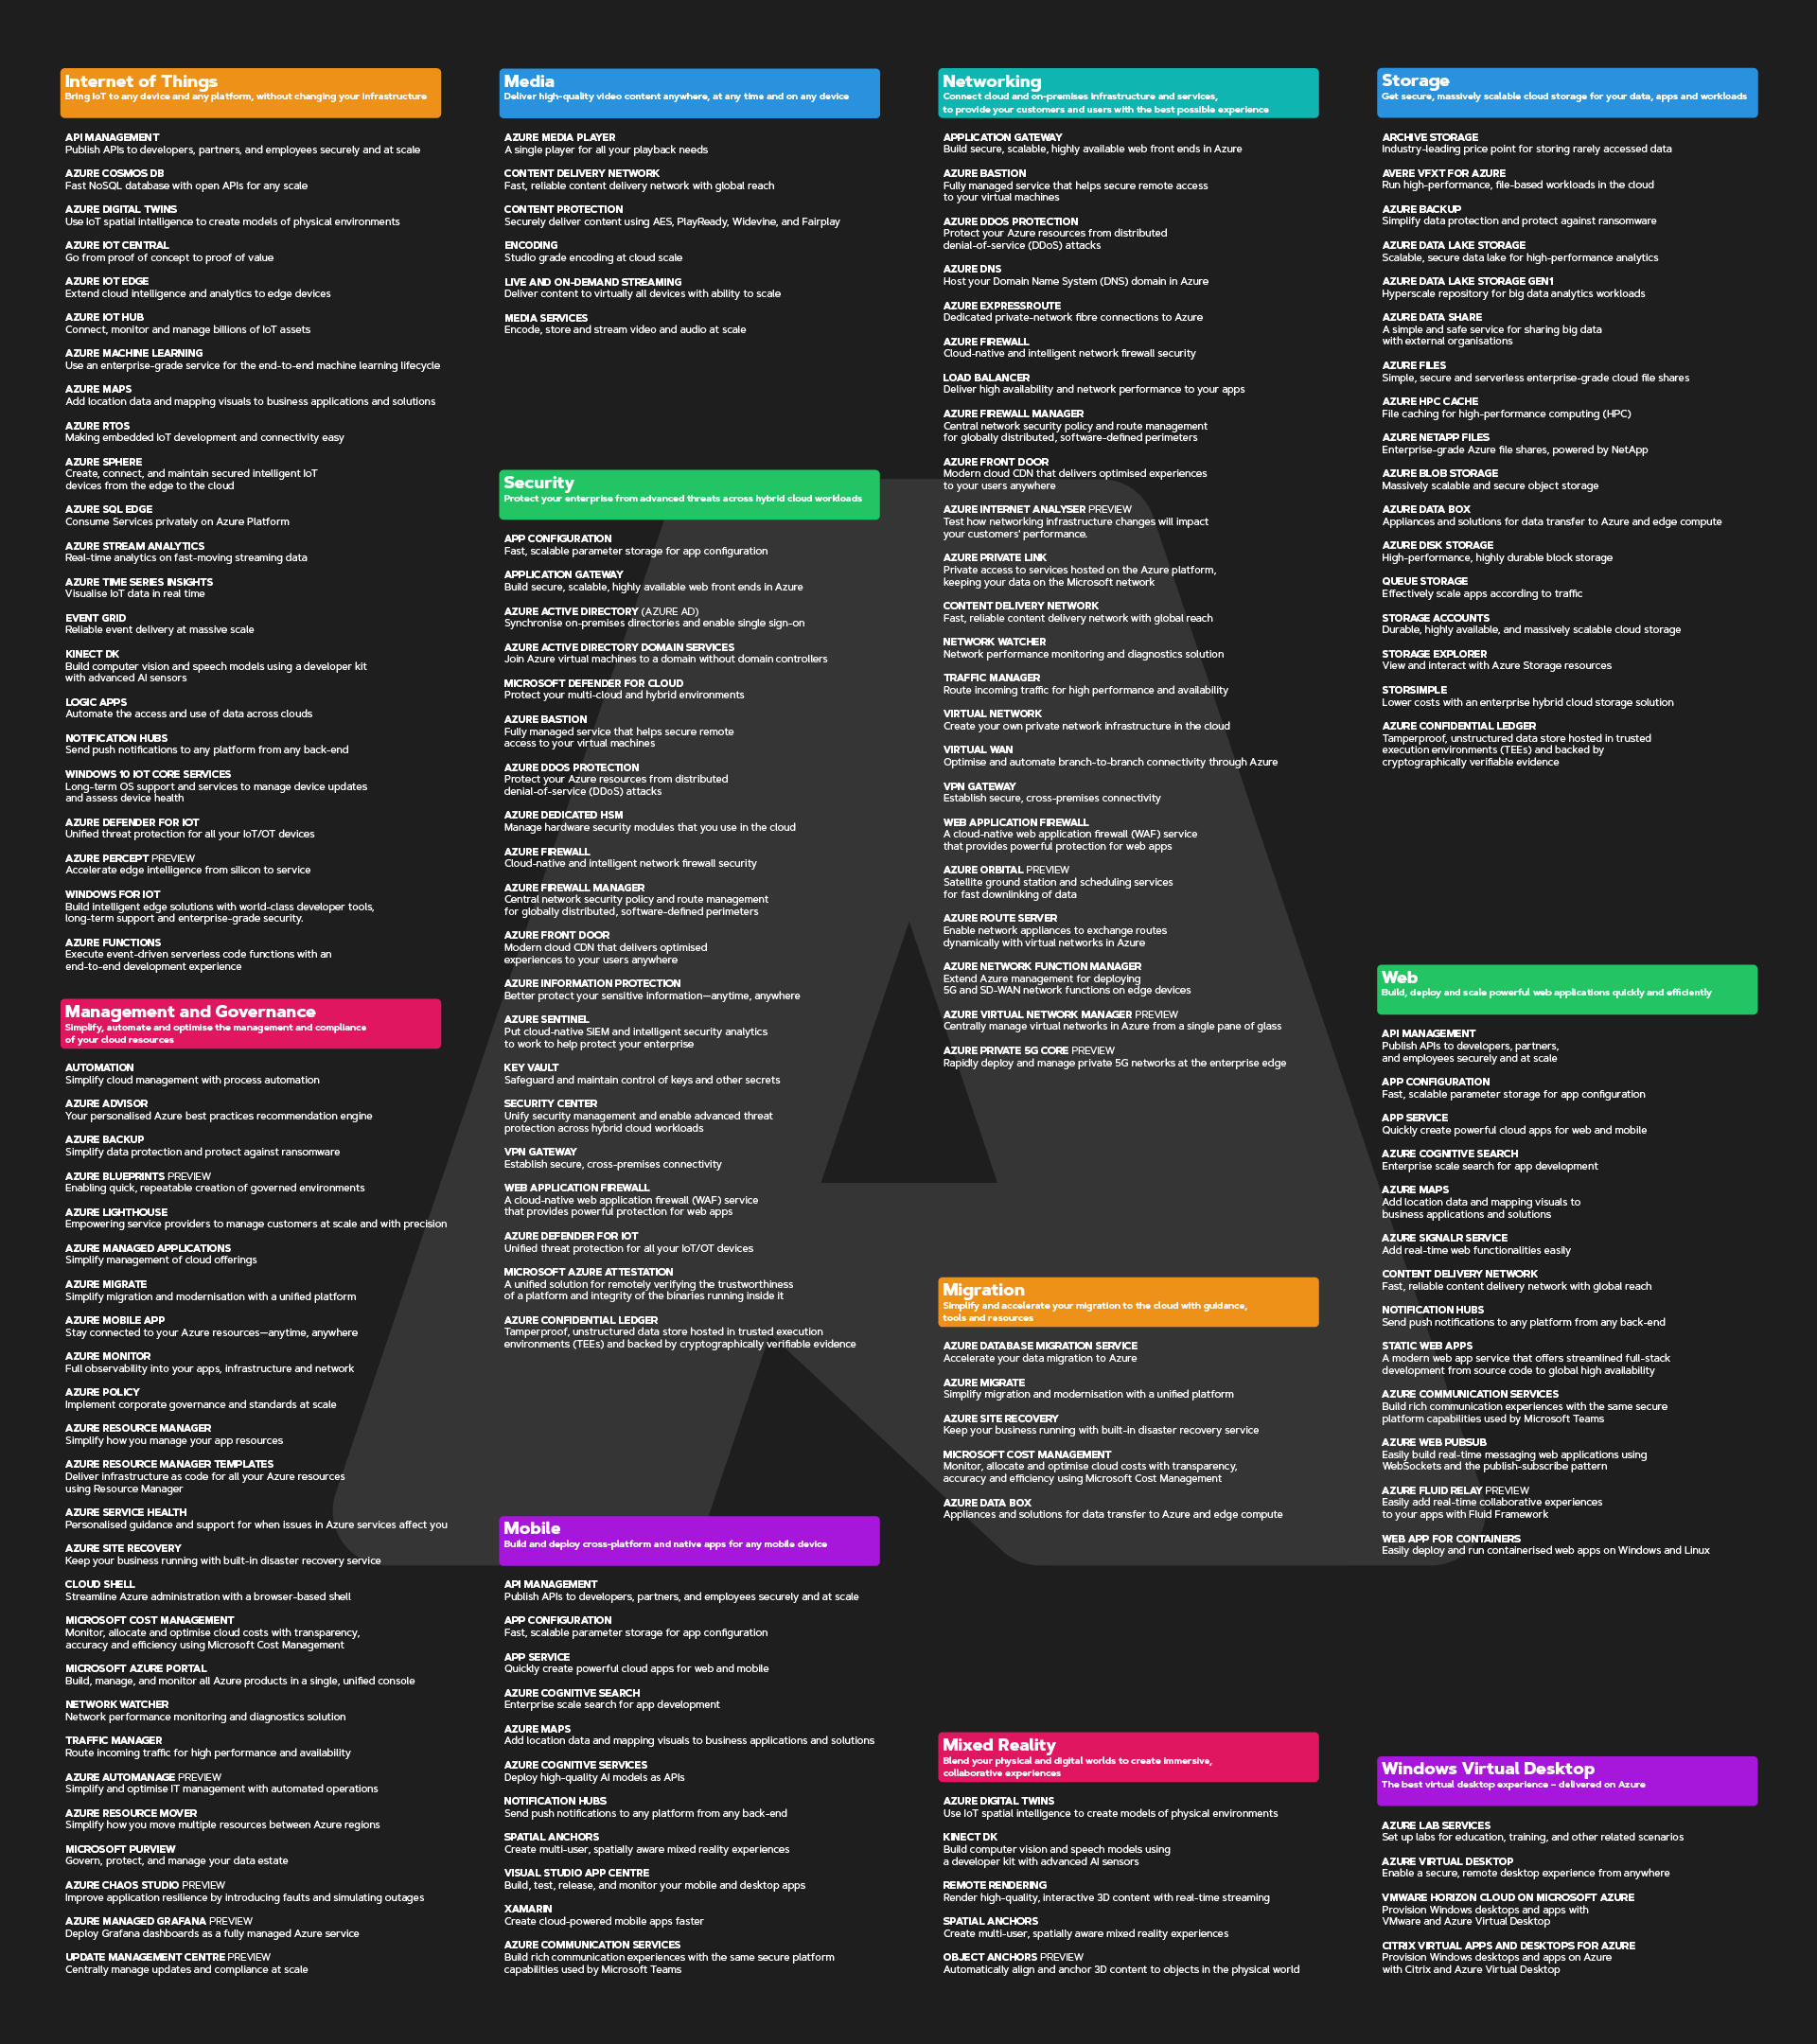 Internet of Things
Bring IoT to any device and any platform, without changing your infrastructure
API MANAGEMENT
Publish APIs to developers, partners, and employees securely and at scale
AZURE COSMOS DB
Fast NoSQL database with open APIs for any scale
AZURE DIGITAL TWINS
Use IoT spatial intelligence to create models of physical environments
AZURE IOT CENTRAL
Go from proof of concept to proof of value
AZURE IOT EDGE
Extend cloud intelligence and analytics to edge devices
AZURE IOT HUB
Connect, monitor and manage billions of IoT assets
AZURE MACHINE LEARNING
Use an enterprise-grade service for the end-to-end machine learning lifecycle
AZURE MAPS
Add location data and mapping visuals to business applications and solutions
AZURE RTOS
Making embedded IoT development and connectivity easy
AZURE SPHERE
Create, connect, and maintain secured intelligent IoT
devices from the edge to the cloud
AZURE SQL EDGE
Consume Services privately on Azure Platform
AZURE STREAM ANALYTICS
Real-time analytics on fast-moving streaming data
AZURE TIME SERIES INSIGHTS
Visualise IoT data in real time
EVENT GRID
Reliable event delivery at massive scale
KINECT DK
Build computer vision and speech models using a developer kit
with advanced AI sensors
LOGIC APPS
Automate the access and use of data across clouds
NOTIFICATION HUBS
Send push notifications to any platform from any back-end
WINDOWS 10 IOT CORE SERVICES
Long-term OS support and services to manage device updates
and assess device health
AZURE DEFENDER FOR IOT
Unified threat protection for all your IoT/OT devices
AZURE PERCEPT PREVIEW
Accelerate edge intelligence from silicon to service
WINDOWS FOR IOT
Build intelligent edge solutions with world-class developer tools,
long-term support and enterprise-grade security.
AZURE FUNCTIONS
Execute event-driven serverless code functions with an
end-to-end development experience
Management and Governance
Simplify, automate and optimise the management and compliance
of your cloud resources
AUTOMATION
Simplify cloud management with process automation
AZURE ADVISOR
Your personalised Azure best practices recommendation engine
AZURE BACKUP
Simplify data protection and protect against ransomware
AZURE BLUEPRINTS PREVIEW
Enabling quick, repeatable creation of governed environments
AZURE LIGHTHOUSE
Empowering service providers to manage customers at scale and with precision
AZURE MANAGED APPLICATIONS
Simplify management of cloud offerings
AZURE MIGRATE
Simplify migration and modernisation with a unified platform
AZURE MOBILE APP
Stay connected to your Azure resources—anytime, anywhere
AZURE MONITOR
Full observability into your apps, infrastructure and network
AZURE POLICY
Implement corporate governance and standards at scale
AZURE RESOURCE MANAGER
Simplify how you manage your app resources
AZURE RESOURCE MANAGER TEMPLATES
Deliver infrastructure as code for all your Azure resources
using Resource Manager
AZURE SERVICE HEALTH
Personalised guidance and support for when issues in Azure services affect you
AZURE SITE RECOVERY
Keep your business running with built-in disaster recovery service
CLOUD SHELL
Streamline Azure administration with a browser-based shell
MICROSOFT COST MANAGEMENT
Monitor, allocate and optimise cloud costs with transparency,
accuracy and efficiency using Microsoft Cost Management
MICROSOFT AZURE PORTAL
Build, manage, and monitor all Azure products in a single, unified console
NETWORK WATCHER
Network performance monitoring and diagnostics solution
TRAFFIC MANAGER
Route incoming traffic for high performance and availability
AZURE AUTOMANAGE PREVIEW
Simplify and optimise IT management with automated operations
AZURE RESOURCE MOVER
Simplify how you move multiple resources between Azure regions
MICROSOFT PURVIEW
Govern, protect, and manage your data estate
AZURE CHAOS STUDIO PREVIEW
Improve application resilience by introducing faults and simulating outages
AZURE MANAGED GRAFANA PREVIEW
Deploy Grafana dashboards as a fully managed Azure service
UPDATE MANAGEMENT CENTRE PREVIEW
Centrally manage updates and compliance at scale
Media
Deliver high-quality video content anywhere, at any time and on any device
AZURE MEDIA PLAYER
A single player for all your playback needs
CONTENT DELIVERY NETWORK
Fast, reliable content delivery network with global reach
CONTENT PROTECTION
Securely deliver content using AES, PlayReady, Widevine, and Fairplay
ENCODING
Studio grade encoding at cloud scale
LIVE AND ON-DEMAND STREAMING
Deliver content to virtually all devices with ability to scale
MEDIA SERVICES
Encode, store and stream video and audio at scale
Security
Protect your enterprise from advanced threats across hybrid cloud workloads
APP CONFIGURATION
Fast, scalable parameter storage for app configuration
APPLICATION GATEWAY
Build secure, scalable, highly available web front ends in Azure
AZURE ACTIVE DIRECTORY (AZURE AD)
Synchronise on-premises directories and enable single sign-on
AZURE ACTIVE DIRECTORY DOMAIN SERVICES
Join Azure virtual machines to a domain without domain controllers
MICROSOFT DEFENDER FOR CLOUD
Protect your multi-cloud and hybrid environments
AZURE BASTION
Fully managed service that helps secure remote
access to your virtual machines
AZURE DDOS PROTECTION
Protect your Azure resources from distributed
denial-of-service (DDoS) attacks
AZURE DEDICATED HSM
Manage hardware security modules that you use in the cloud
AZURE FIREWALL
Cloud-native and intelligent network firewall security
AZURE FIREWALL MANAGER
Central network security policy and route management
for globally distributed, software-defined perimeters
AZURE FRONT DOOR
Modern cloud CDN that delivers optimised
experiences to your users anywhere
AZURE INFORMATION PROTECTION
Better protect your sensitive information—anytime, anywhere
AZURE SENTINEL
Put cloud-native SIEM and intelligent security analytics
to work to help protect your enterprise
KEY VAULT
Safeguard and maintain control of keys and other secrets
SECURITY CENTER
Unify security management and enable advanced threat
protection across hybrid cloud workloads
VPN GATEWAY
Establish secure, cross-premises connectivity
WEB APPLICATION FIREWALL
A cloud-native web application firewall (WAF) service
that provides powerful protection for web apps
AZURE DEFENDER FOR IOT
Unified threat protection for all your IoT/OT devices
MICROSOFT AZURE ATTESTATION
A unified solution for remotely verifying the trustworthiness
of a platform and integrity of the binaries running inside it
AZURE CONFIDENTIAL LEDGER
Tamperproof, unstructured data store hosted in trusted execution
environments (TEEs) and backed by cryptographically verifiable evidence
Mobile
Build and deploy cross-platform and native apps for any mobile device
API MANAGEMENT
Publish APIs to developers, partners, and employees securely and at scale
APP CONFIGURATION
Fast, scalable parameter storage for app configuration
APP SERVICE
Quickly create powerful cloud apps for web and mobile
AZURE COGNITIVE SEARCH
Enterprise scale search for app development
AZURE MAPS
Add location data and mapping visuals to business applications and solutions
AZURE COGNITIVE SERVICES
Deploy high-quality AI models as APIs
NOTIFICATION HUBS
Send push notifications to any platform from any back-end
SPATIAL ANCHORS
Create multi-user, spatially aware mixed reality experiences
VISUAL STUDIO APP CENTRE
Build, test, release, and monitor your mobile and desktop apps
XAMARIN
Create cloud-powered mobile apps faster
AZURE COMMUNICATION SERVICES
Build rich communication experiences with the same secure platform
capabilities used by Microsoft Teams
Networking
Connect cloud and on-premises infrastructure and services,
to provide your customers and users with the best possible experience
APPLICATION GATEWAY
Build secure, scalable, highly available web front ends in Azure
AZURE BASTION
Fully managed service that helps secure remote access
to your virtual machines
AZURE DDOS PROTECTION
Protect your Azure resources from distributed
denial-of-service (DDoS) attacks
AZURE DNS
Host your Domain Name System (DNS) domain in Azure
AZURE EXPRESSROUTE
Dedicated private-network fibre connections to Azure
AZURE FIREWALL
Cloud-native and intelligent network firewall security
LOAD BALANCER
Deliver high availability and network performance to your apps
AZURE FIREWALL MANAGER
Central network security policy and route management
for globally distributed, software-defined perimeters
AZURE FRONT DOOR
Modern cloud CDN that delivers optimised experiences
to your users anywhere
AZURE INTERNET ANALYSER PREVIEW
Test how networking infrastructure changes will impact
your customers' performance.
AZURE PRIVATE LINK
Private access to services hosted on the Azure platform,
keeping your data on the Microsoft network
CONTENT DELIVERY NETWORK
Fast, reliable content delivery network with global reach
NETWORK WATCHER
Network performance monitoring and diagnostics solution
TRAFFIC MANAGER
Route incoming traffic for high performance and availability
VIRTUAL NETWORK
Create your own private network infrastructure in the cloud
VIRTUAL WAN
Optimise and automate branch-to-branch connectivity through Azure
VPN GATEWAY
Establish secure, cross-premises connectivity
WEB APPLICATION FIREWALL
A cloud-native web application firewall (WAF) service
that provides powerful protection for web apps
AZURE ORBITAL PREVIEW
Satellite ground station and scheduling services
for fast downlinking of data
AZURE ROUTE SERVER
Enable network appliances to exchange routes
dynamically with virtual networks in Azure
AZURE NETWORK FUNCTION MANAGER
Extend Azure management for deploying
5G and SD-WAN network functions on edge devices
AZURE VIRTUAL NETWORK MANAGER PREVIEW
Centrally manage virtual networks in Azure from a single pane of glass
AZURE PRIVATE 5G CORE PREVIEW
Rapidly deploy and manage private 5G networks at the enterprise edge
Migration
Simplify and accelerate your migration to the cloud with guidance,
tools and resources
AZURE DATABASE MIGRATION SERVICE
Accelerate your data migration to Azure
AZURE MIGRATE
Simplify migration and modernisation with a unified platform
AZURE SITE RECOVERY
Keep your business running with built-in disaster recovery service
MICROSOFT COST MANAGEMENT
Monitor, allocate and optimise cloud costs with transparency,
accuracy and efficiency using Microsoft Cost Management
AZURE DATA BOX
Appliances and solutions for data transfer to Azure and edge compute
Mixed Reality
Blend your physical and digital worlds to create immersive,
collaborative experiences
AZURE DIGITAL TWINS
Use IoT spatial intelligence to create models of physical environments
KINECT DK
Build computer vision and speech models using
a developer kit with advanced AI sensors
REMOTE RENDERING
Render high-quality, interactive 3D content with real-time streaming
SPATIAL ANCHORS
Create multi-user, spatially aware mixed reality experiences
OBJECT ANCHORS PREVIEW
Automatically align and anchor 3D content to objects in the physical world
Storage
Get secure, massively scalable cloud storage for your data, apps and workloads
ARCHIVE STORAGE
Industry-leading price point for storing rarely accessed data
AVERE VFXT FOR AZURE
Run high-performance, file-based workloads in the cloud
AZURE BACKUP
Simplify data protection and protect against ransomware
AZURE DATA LAKE STORAGE
Scalable, secure data lake for high-performance analytics
AZURE DATA LAKE STORAGE GEN1
Hyperscale repository for big data analytics workloads
AZURE DATA SHARE
A simple and safe service for sharing big data
with external organisations
AZURE FILES
Simple, secure and serverless enterprise-grade cloud file shares
AZURE HPC CACHE
File caching for high-performance computing (HPC)
AZURE NETAPP FILES
Enterprise-grade Azure file shares, powered by NetApp
AZURE BLOB STORAGE
Massively scalable and secure object storage
AZURE DATA BOX
Appliances and solutions for data transfer to Azure and edge compute
AZURE DISK STORAGE
High-performance, highly durable block storage
QUEUE STORAGE
Effectively scale apps according to traffic
STORAGE ACCOUNTS
Durable, highly available, and massively scalable cloud storage
STORAGE EXPLORER
View and interact with Azure Storage resources
STORSIMPLE
Lower costs with an enterprise hybrid cloud storage solution
AZURE CONFIDENTIAL LEDGER
Tamperproof, unstructured data store hosted in trusted
execution environments (TEEs) and backed by
cryptographically verifiable evidence
Web
Build, deploy and scale powerful web applications quickly and efficiently
API MANAGEMENT
Publish APIs to developers, partners,
and employees securely and at scale
APP CONFIGURATION
Fast, scalable parameter storage for app configuration
APP SERVICE
Quickly create powerful cloud apps for web and mobile
AZURE COGNITIVE SEARCH
Enterprise scale search for app development
AZURE MAPS
Add location data and mapping visuals to
business applications and solutions
AZURE SIGNALR SERVICE
Add real-time web functionalities easily
CONTENT DELIVERY NETWORK
Fast, reliable content delivery network with global reach
NOTIFICATION HUBS
Send push notifications to any platform from any back-end
STATIC WEB APPS
A modern web app service that offers streamlined full-stack
development from source code to global high availability
AZURE COMMUNICATION SERVICES
Build rich communication experiences with the same secure
platform capabilities used by Microsoft Teams
AZURE WEB PUBSUB
Easily build real-time messaging web applications using
WebSockets and the publish-subscribe pattern
AZURE FLUID RELAY PREVIEW
Easily add real-time collaborative experiences
to your apps with Fluid Framework
WEB APP FOR CONTAINERS
Easily deploy and run containerised web apps on Windows and Linux
Windows Virtual Desktop
The best virtual desktop experience – delivered on Azure
AZURE LAB SERVICES
Set up labs for education, training, and other related scenarios
AZURE VIRTUAL DESKTOP
Enable a secure, remote desktop experience from anywhere
VMWARE HORIZON CLOUD ON MICROSOFT AZURE
Provision Windows desktops and apps with
VMware and Azure Virtual Desktop
CITRIX VIRTUAL APPS AND DESKTOPS FOR AZURE
Provision Windows desktops and apps on Azure
with Citrix and Azure Virtual Desktop